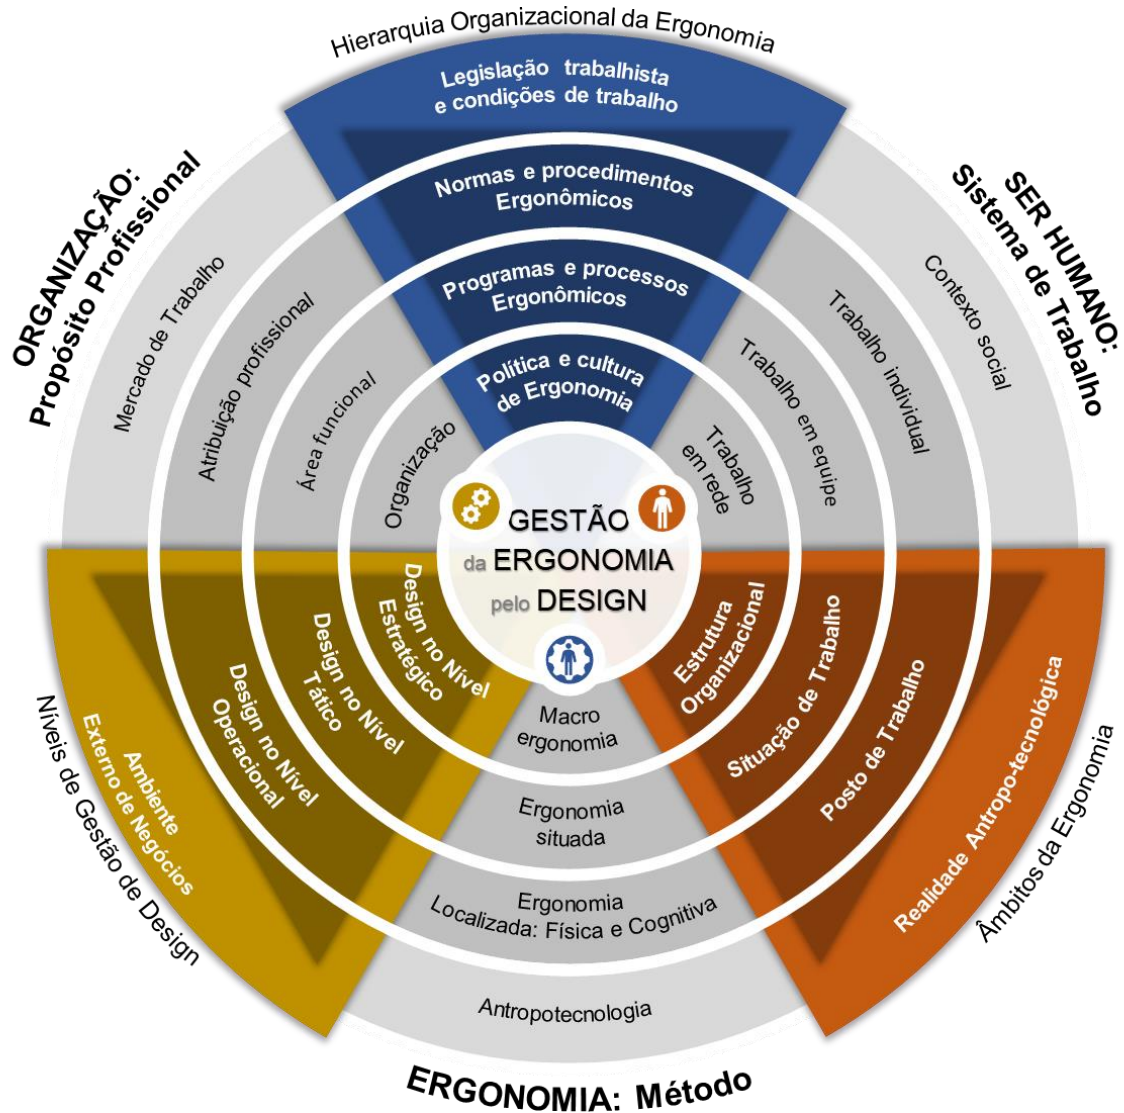 Hierarquia Organizacional da Ergonomia
Legislação trabalhista
e condições de trabalho
Normas e procedimentos
Ergonômicos
Programas e processos
Ergonômicos
Política e cultura
de Ergonomia
ORGANIZAÇÃO:
Propósito Profissional
Mercado de Trabalho
Atribuição profissional
Área funcional
Organização
SER HUMANO:
Sistema de Trabalho
Contexto social
Trabalho individual
Trabalho em equipe
Trabalho
em rede
GESTÃO
da ERGONOMIA
pelo DESIGN
Design no Nível
Estratégico
Design no Nível
Tático
Design no Nível
Operacional
Ambiente
Externo de Negócios
Níveis de Gestão de Design
Estrutura
Organizacional
Situação de Trabalho
Posto de Trabalho
Realidade Antropo-tecnológica
Âmbitos da Ergonomia
Macro
ergonomia
Ergonomia
situada
Ergonomia
Localizada: Física e Cognitiva
Antropotecnologia
ERGONOMIA: Método